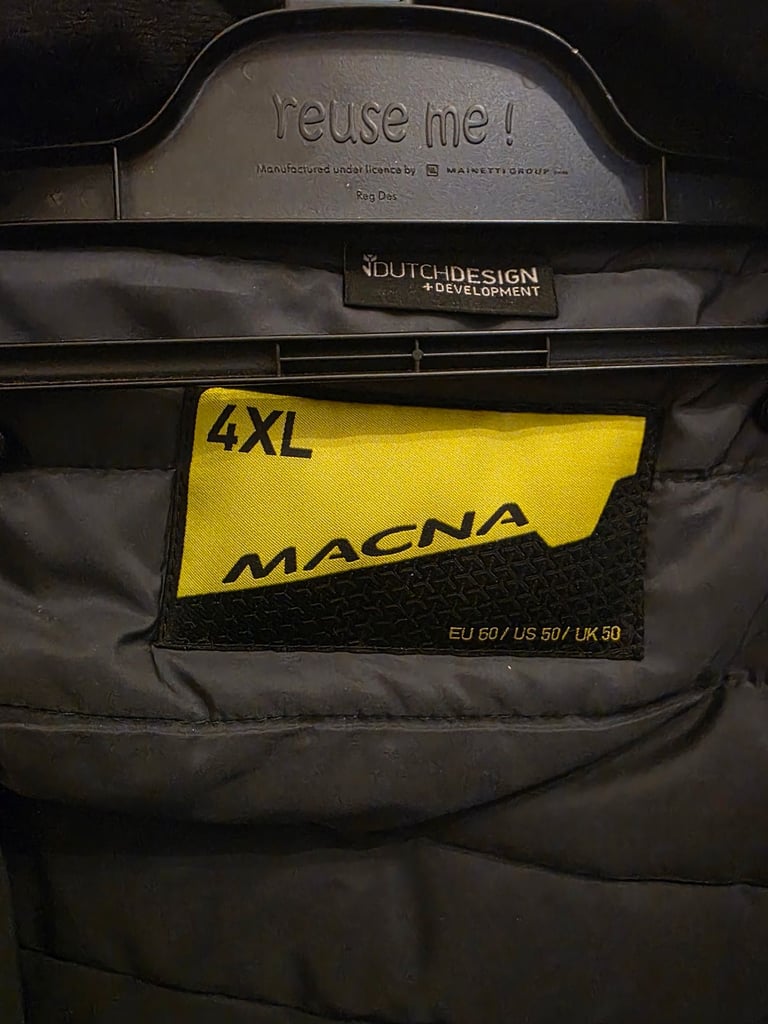 reuse me!
Manufactured under licence by MAINETTI GROUP
Reg Des
DUTCHDESIGN
+DEVELOPMENT
4XL
MACNA
EU 60 / US 50 / UK 50